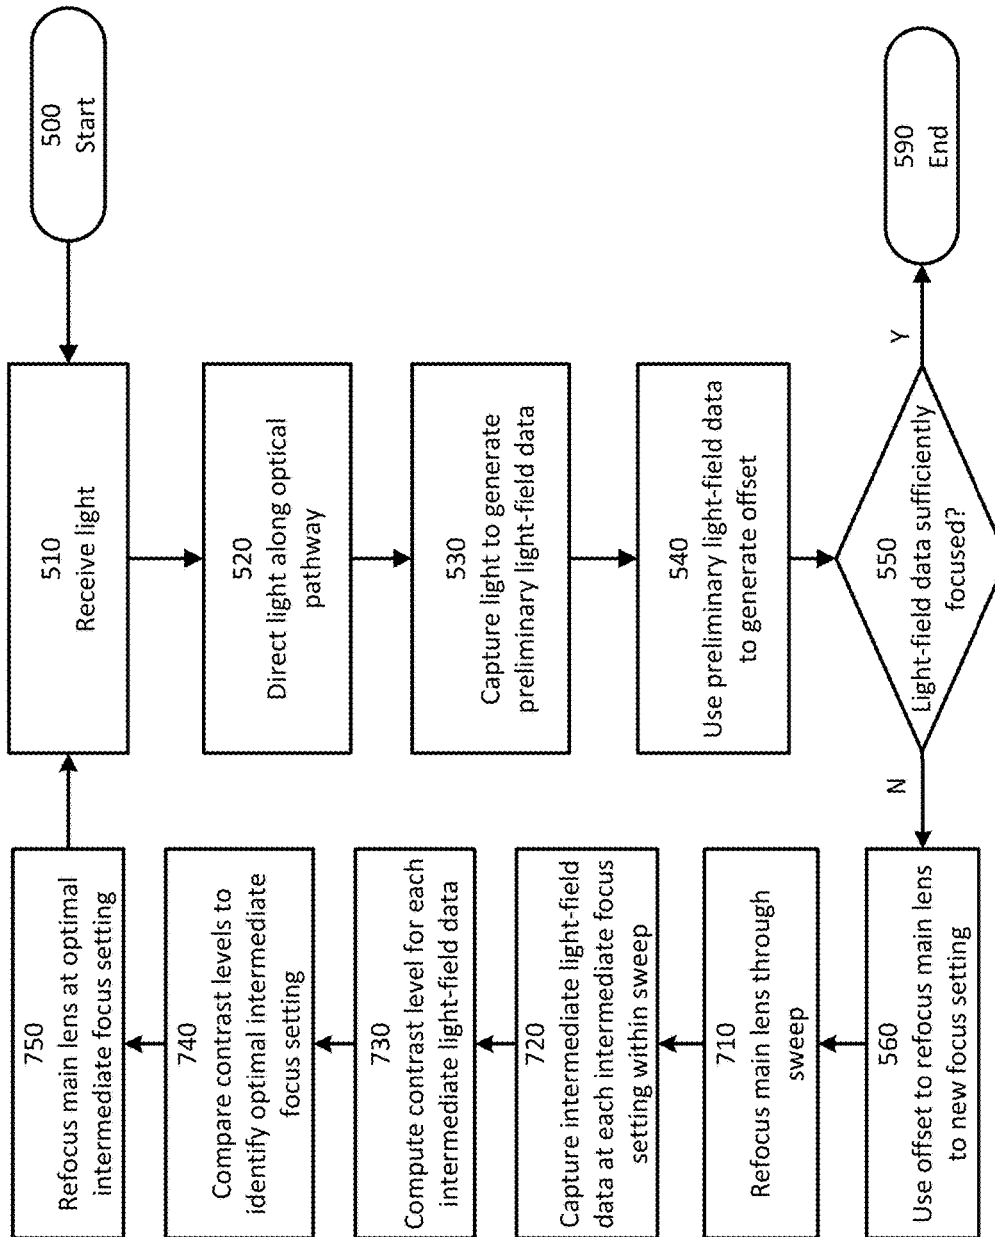 500
Start
510
Receive light
520
Direct light along optical
pathway
530
Capture light to generate
preliminary light-field data
540
Use preliminary light-field data
to generate offset
550
Light-field data sufficiently
focused?
Y
590
End
N
560
Use offset to refocus main lens
to new focus setting
710
Refocus main lens through
sweep
720
Capture intermediate light-field
data at each intermediate focus
setting within sweep
730
Compute contrast level for each
intermediate light-field data
740
Compare contrast levels to
identify optimal intermediate
focus setting
750
Refocus main lens at optimal
intermediate focus setting